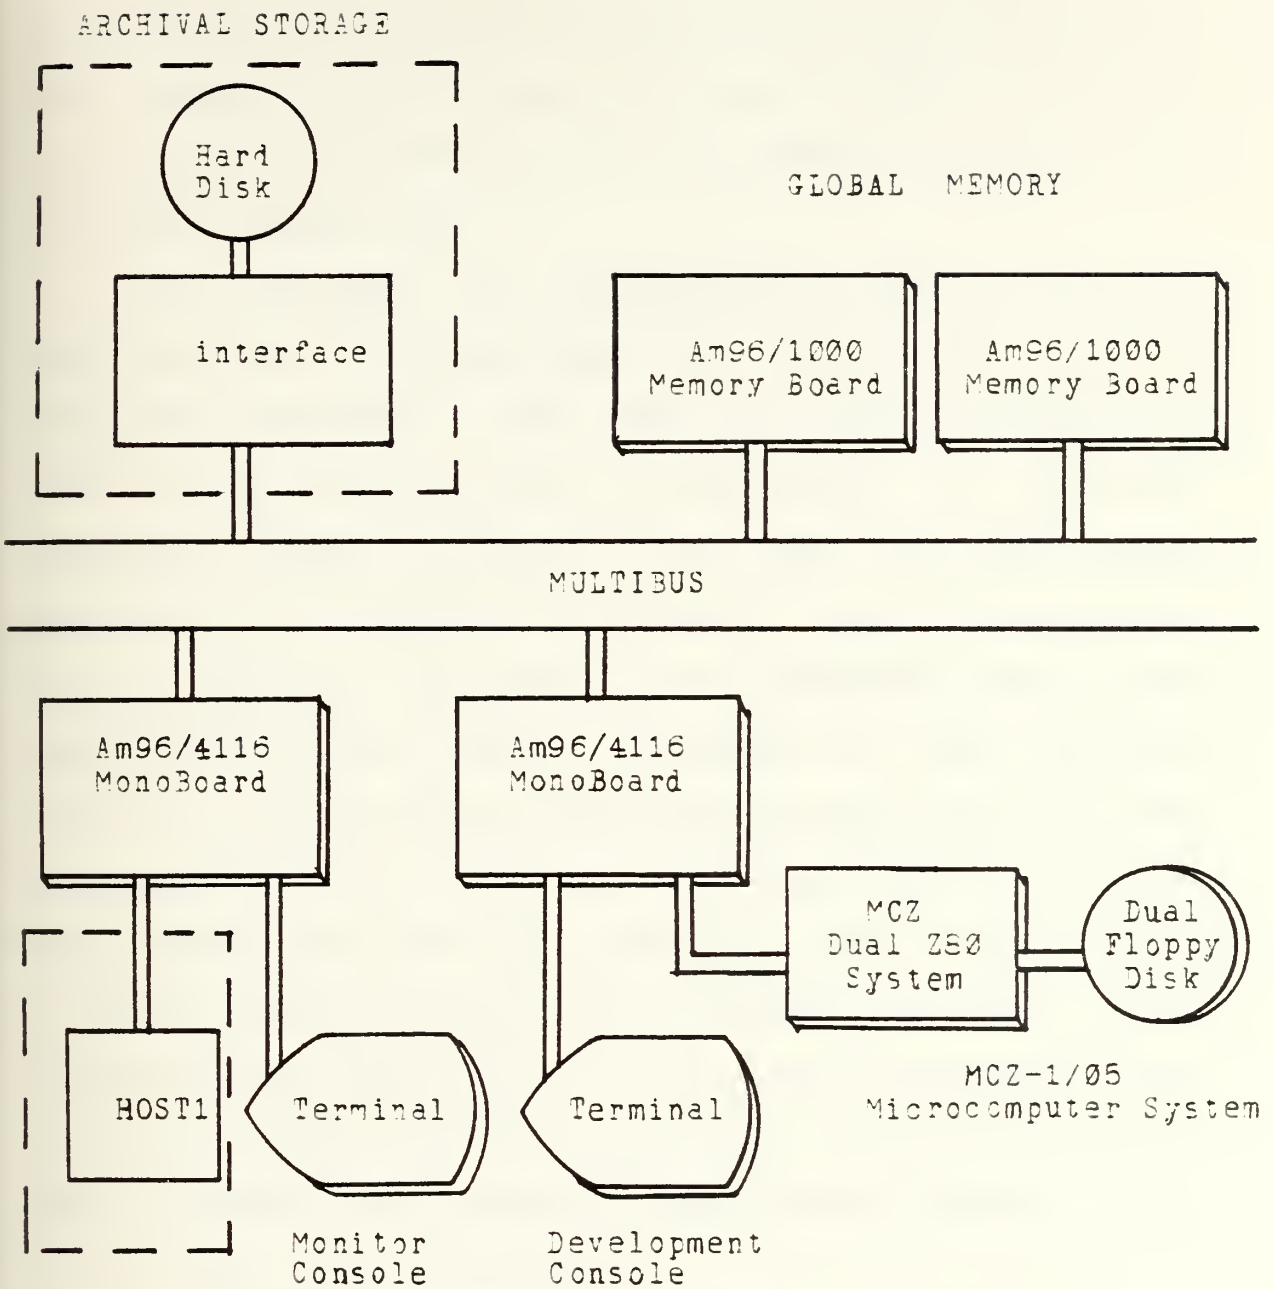 ARCHIVAL STORAGE
Hard
Disk
interface
GLOBAL MEMORY
Am96/1000
Memory Board
Am96/1000
Memory Board
MULTIBUS
Am96/4116
MonoBoard
Am96/4116
MonoBoard
MCZ
Dual Z80
System
Dual
Floppy
Disk
MCZ-1/05
Microcomputer System
HOST1
Terminal
Terminal
Monitor
Console
Development
Console